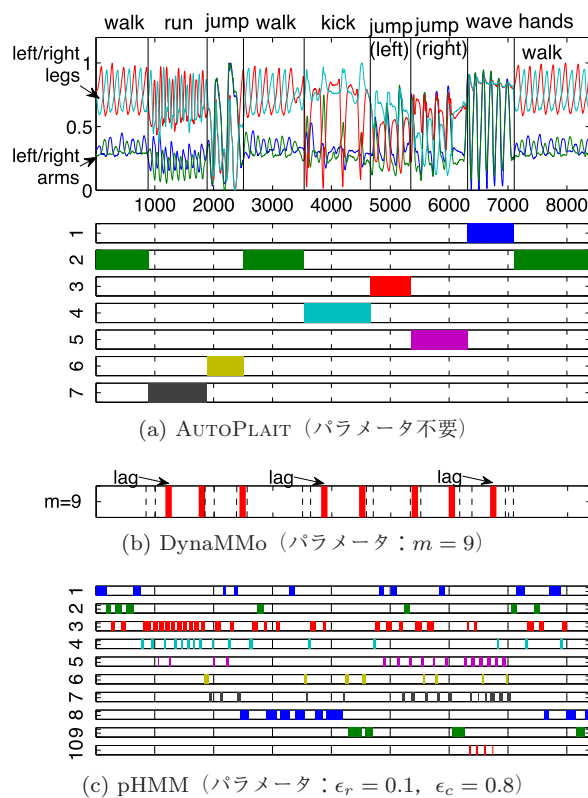 walk run jump walk kick jump (left) jump (right) wave hands walk
left/right legs
left/right arms
1
0.5
0
1000 2000 3000 4000 5000 6000 7000 8000
1
2
3
4
5
6
7
(a) AUTOPLAIT（パラメータ不要）
lag lag lag
m=9
(b) DynaMMo（パラメータ：m = 9）
1
2
3
4
5
6
7
8
9
10
(c) pHMM（パラメータ：ϵr = 0.1，ϵc = 0.8）